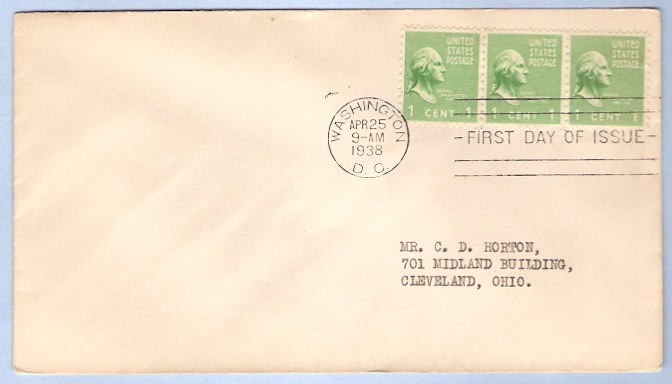 UNITED
STATES
POSTAGE
1 CENT 1
UNITED
STATES
POSTAGE
1 CENT 1
UNITED
STATES
POSTAGE
1 CENT 1
WASHINGTON
APR 25
9-AM
1938
D. C.
-FIRST DAY OF ISSUE-
MR. C. D. HORTON,
701 MIDLAND BUILDING,
CLEVELAND, OHIO.